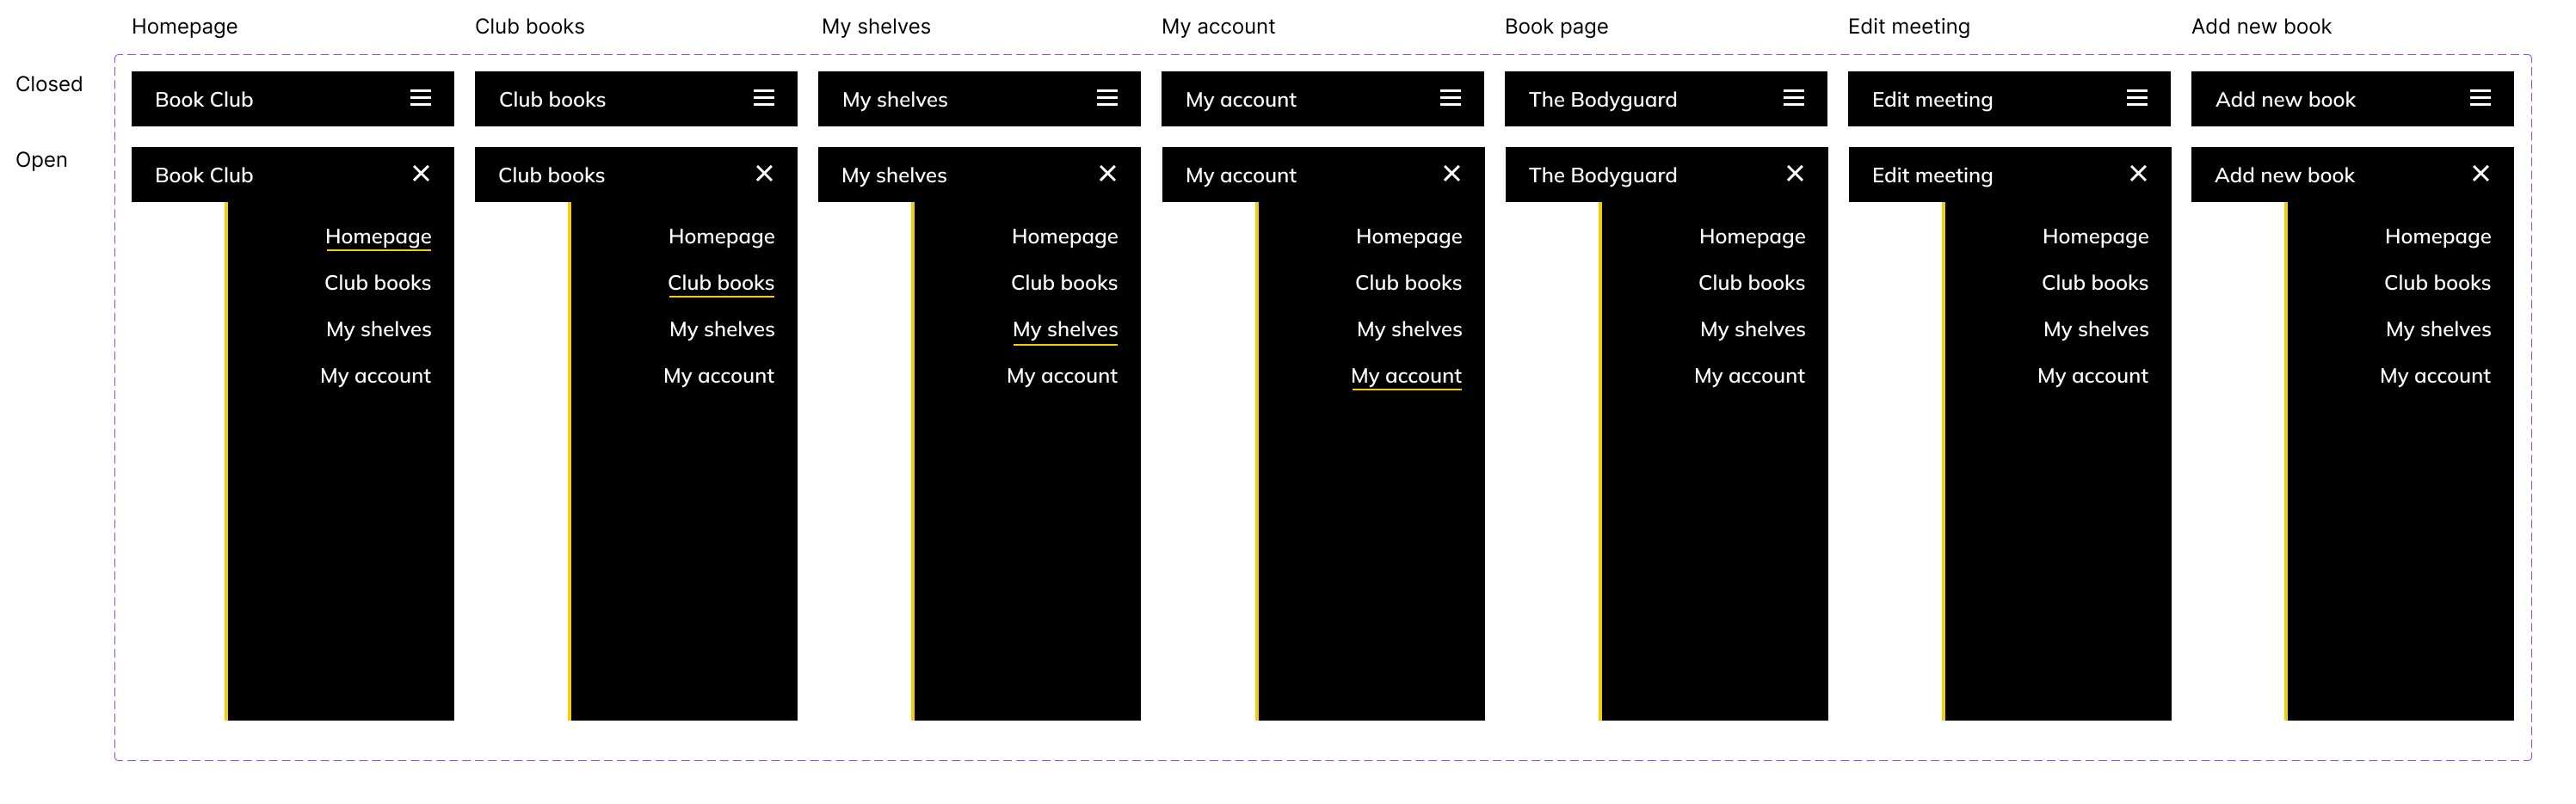 Homepage Club books My shelves My account Book page Edit meeting Add new book
Closed
Book Club Club books My shelves My account The Bodyguard Edit meeting Add new book
Open
Book Club Club books My shelves My account The Bodyguard Edit meeting Add new book
Homepage Homepage Homepage Homepage Homepage Homepage Homepage
Club books Club books Club books Club books Club books Club books Club books
My shelves My shelves My shelves My shelves My shelves My shelves My shelves
My account My account My account My account My account My account My account